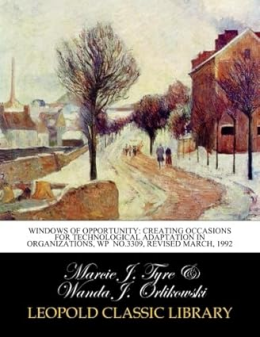 WINDOWS OF OPPORTUNITY: CREATING OCCASIONS
FOR TECHNOLOGICAL ADAPTATION IN
ORGANIZATIONS, WP NO.3309, REVISED MARCH, 1992
Marcie J. Tyre &
Wanda J. Orlikowski
LEOPOLD CLASSIC LIBRARY